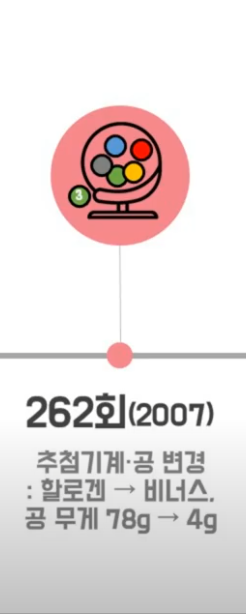 3
262회(2007)
추첨기계·공 변경
: 할로겐 → 비너스,
공 무게 78g → 4g